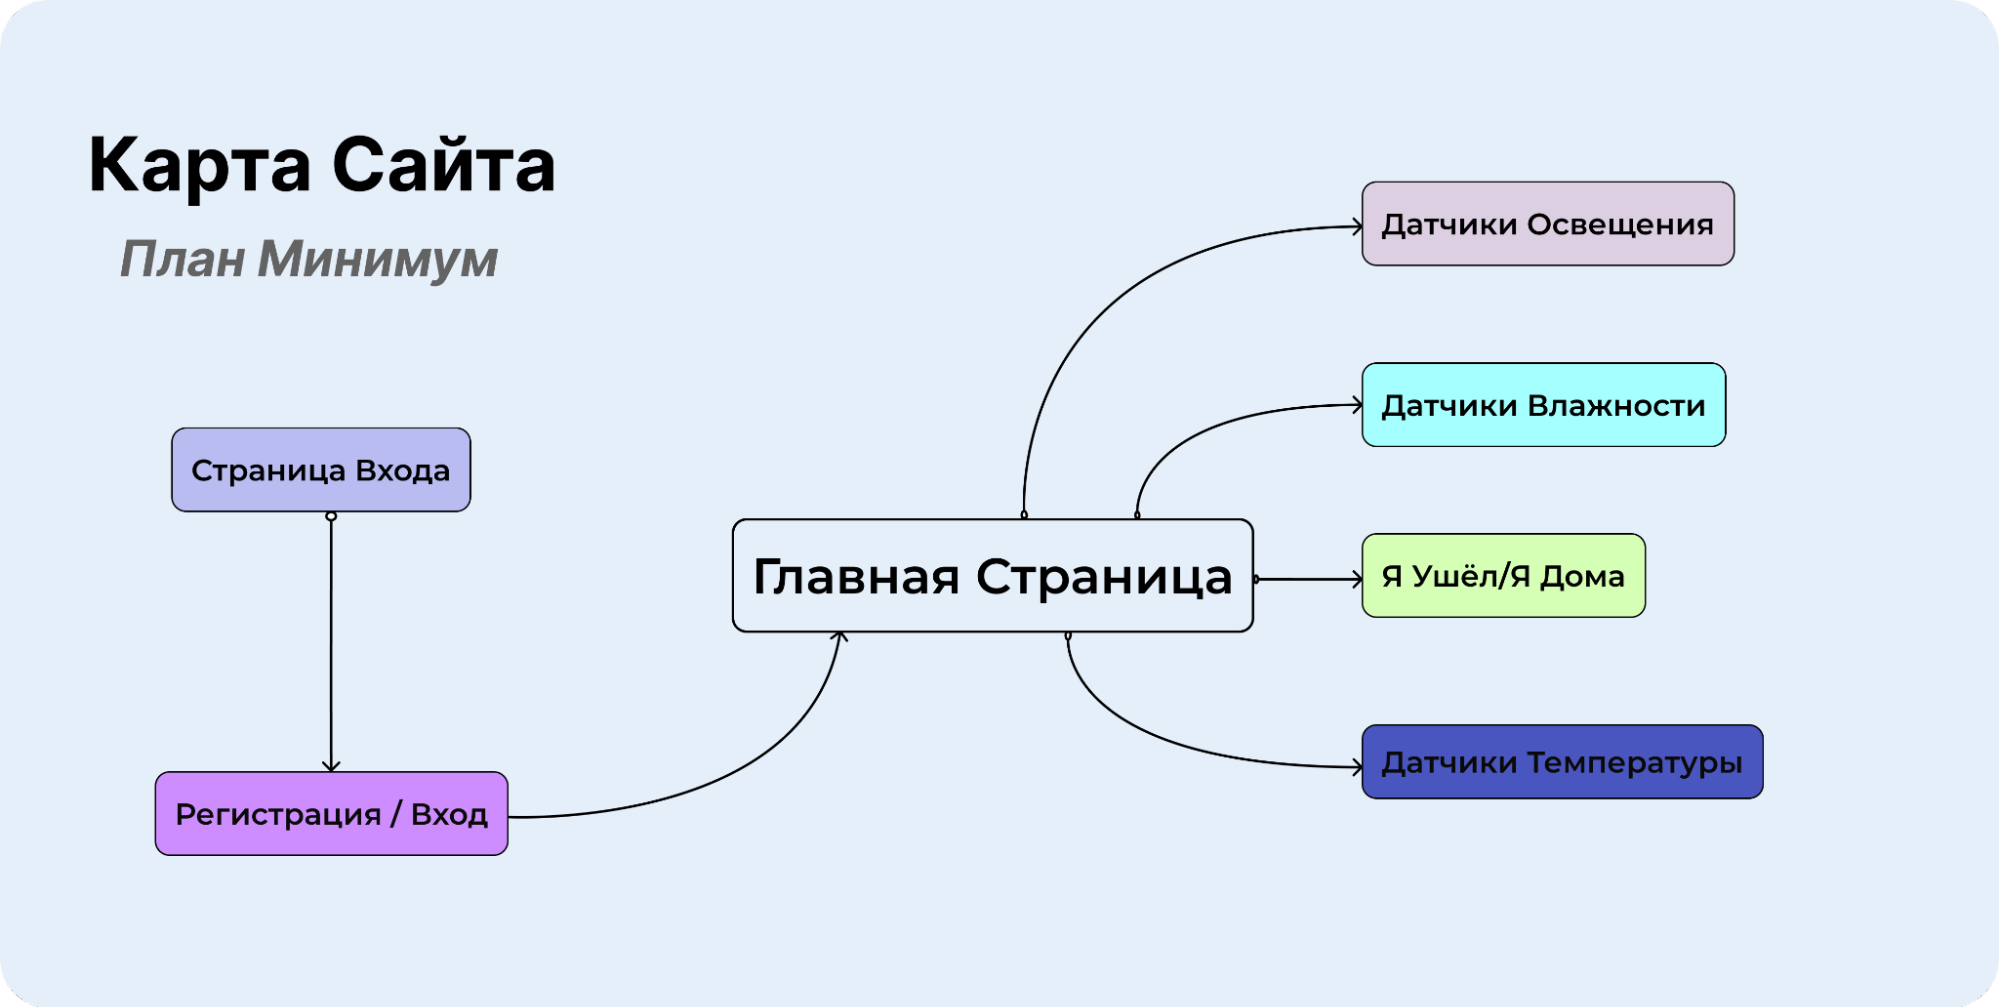 Карта Сайта
План Минимум
Страница Входа
Регистрация / Вход
Главная Страница
Датчики Освещения
Датчики Влажности
Я Ушёл/Я Дома
Датчики Температуры